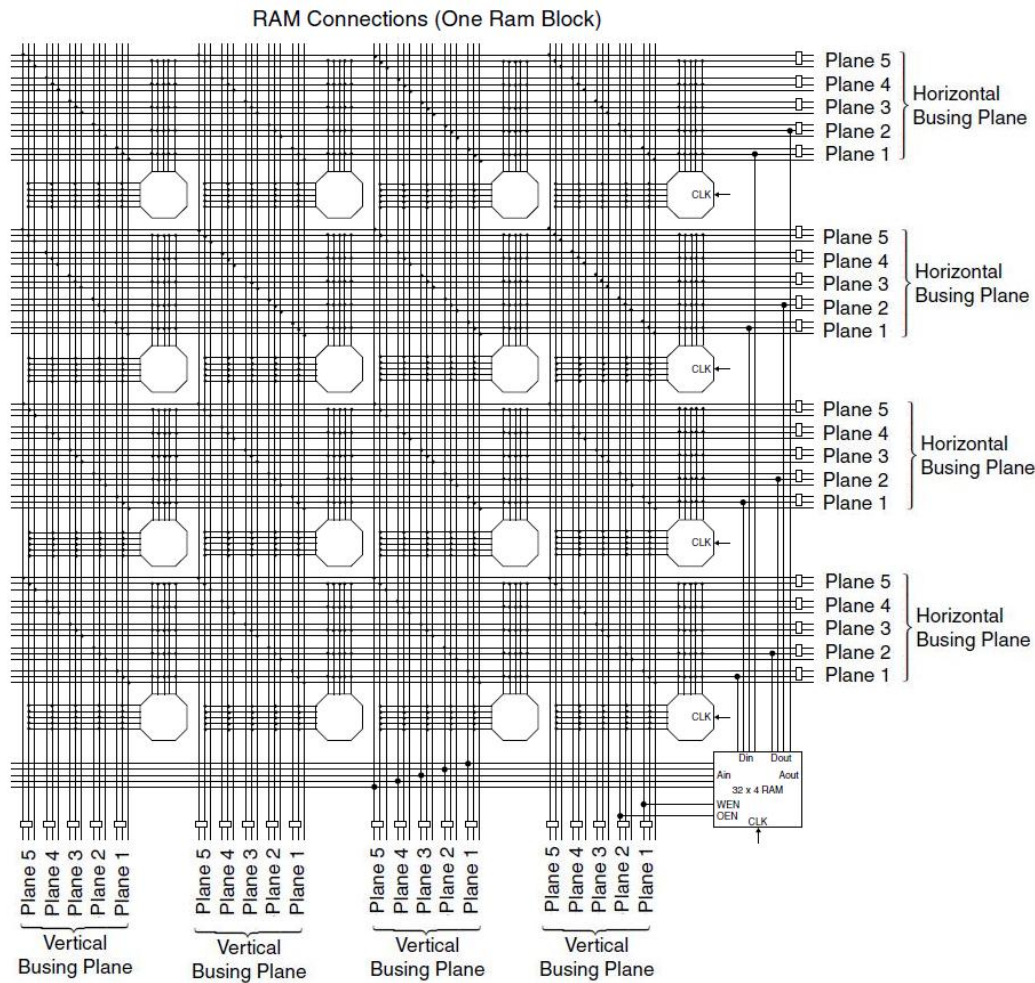 RAM Connections (One Ram Block)
Plane 5
Plane 4
Plane 3
Plane 2
Plane 1
Horizontal
Busing Plane
CLK
Plane 5
Plane 4
Plane 3
Plane 2
Plane 1
Horizontal
Busing Plane
CLK
Plane 5
Plane 4
Plane 3
Plane 2
Plane 1
Horizontal
Busing Plane
CLK
Plane 5
Plane 4
Plane 3
Plane 2
Plane 1
Horizontal
Busing Plane
CLK
Din Dout
Ain Aout
32 x 4 RAM
WEN
OEN
CLK
Plane 5
Plane 4
Plane 3
Plane 2
Plane 1
Vertical
Busing Plane
Plane 5
Plane 4
Plane 3
Plane 2
Plane 1
Vertical
Busing Plane
Plane 5
Plane 4
Plane 3
Plane 2
Plane 1
Vertical
Busing Plane
Plane 5
Plane 4
Plane 3
Plane 2
Plane 1
Vertical
Busing Plane